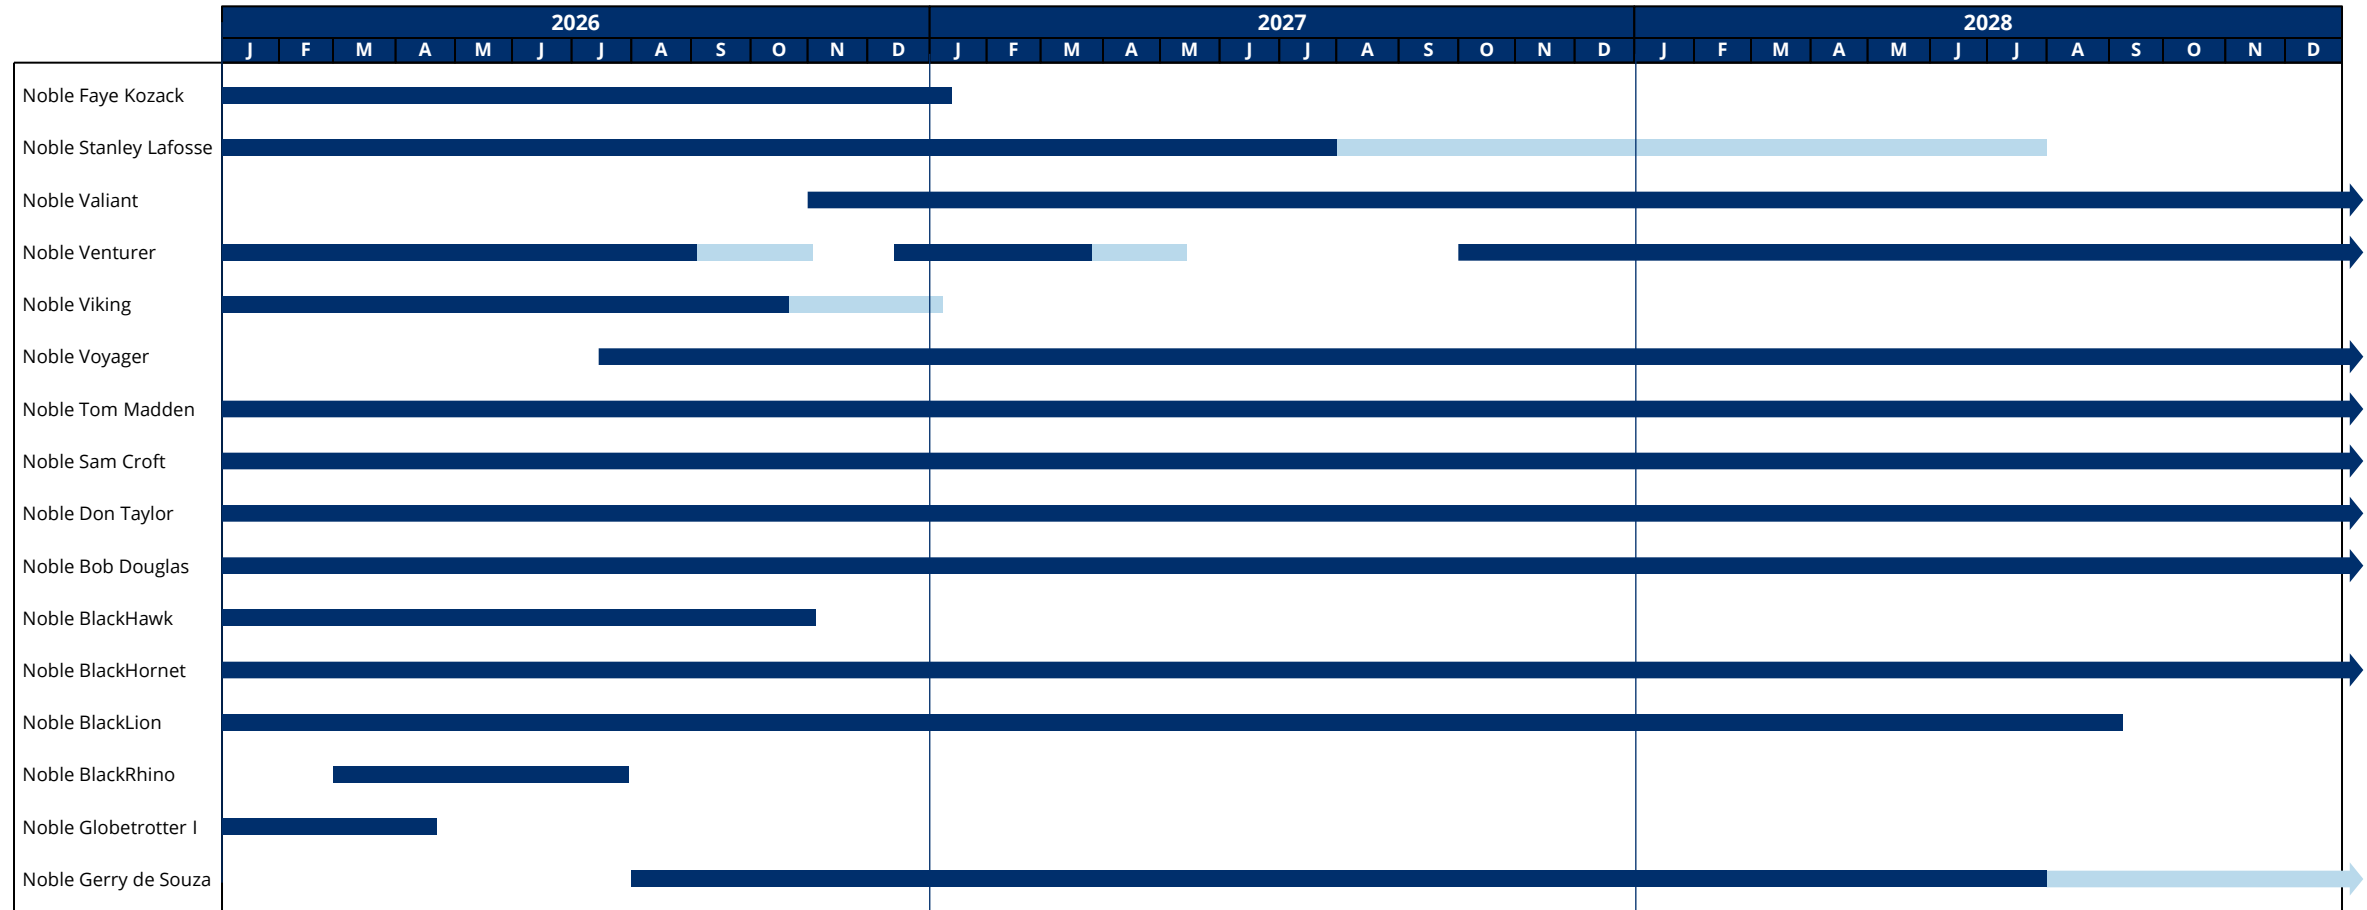 2026 2027 2028
J F M A M J J A S O N D J F M A M J J A S O N D J F M A M J J A S O N D
Noble Faye Kozack
Noble Stanley Lafosse
Noble Valiant
Noble Venturer
Noble Viking
Noble Voyager
Noble Tom Madden
Noble Sam Croft
Noble Don Taylor
Noble Bob Douglas
Noble BlackHawk
Noble BlackHornet
Noble BlackLion
Noble BlackRhino
Noble Globetrotter I
Noble Gerry de Souza